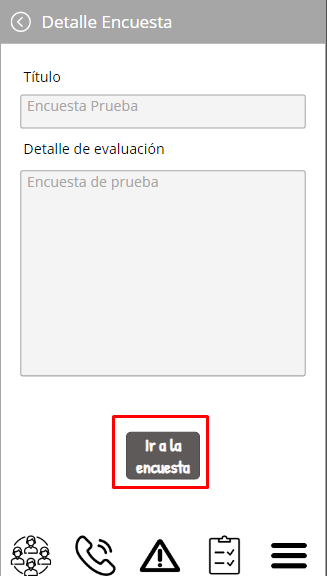 Detalle Encuesta
Título
Encuesta Prueba
Detalle de evaluación
Encuesta de prueba
Ir a la
encuesta